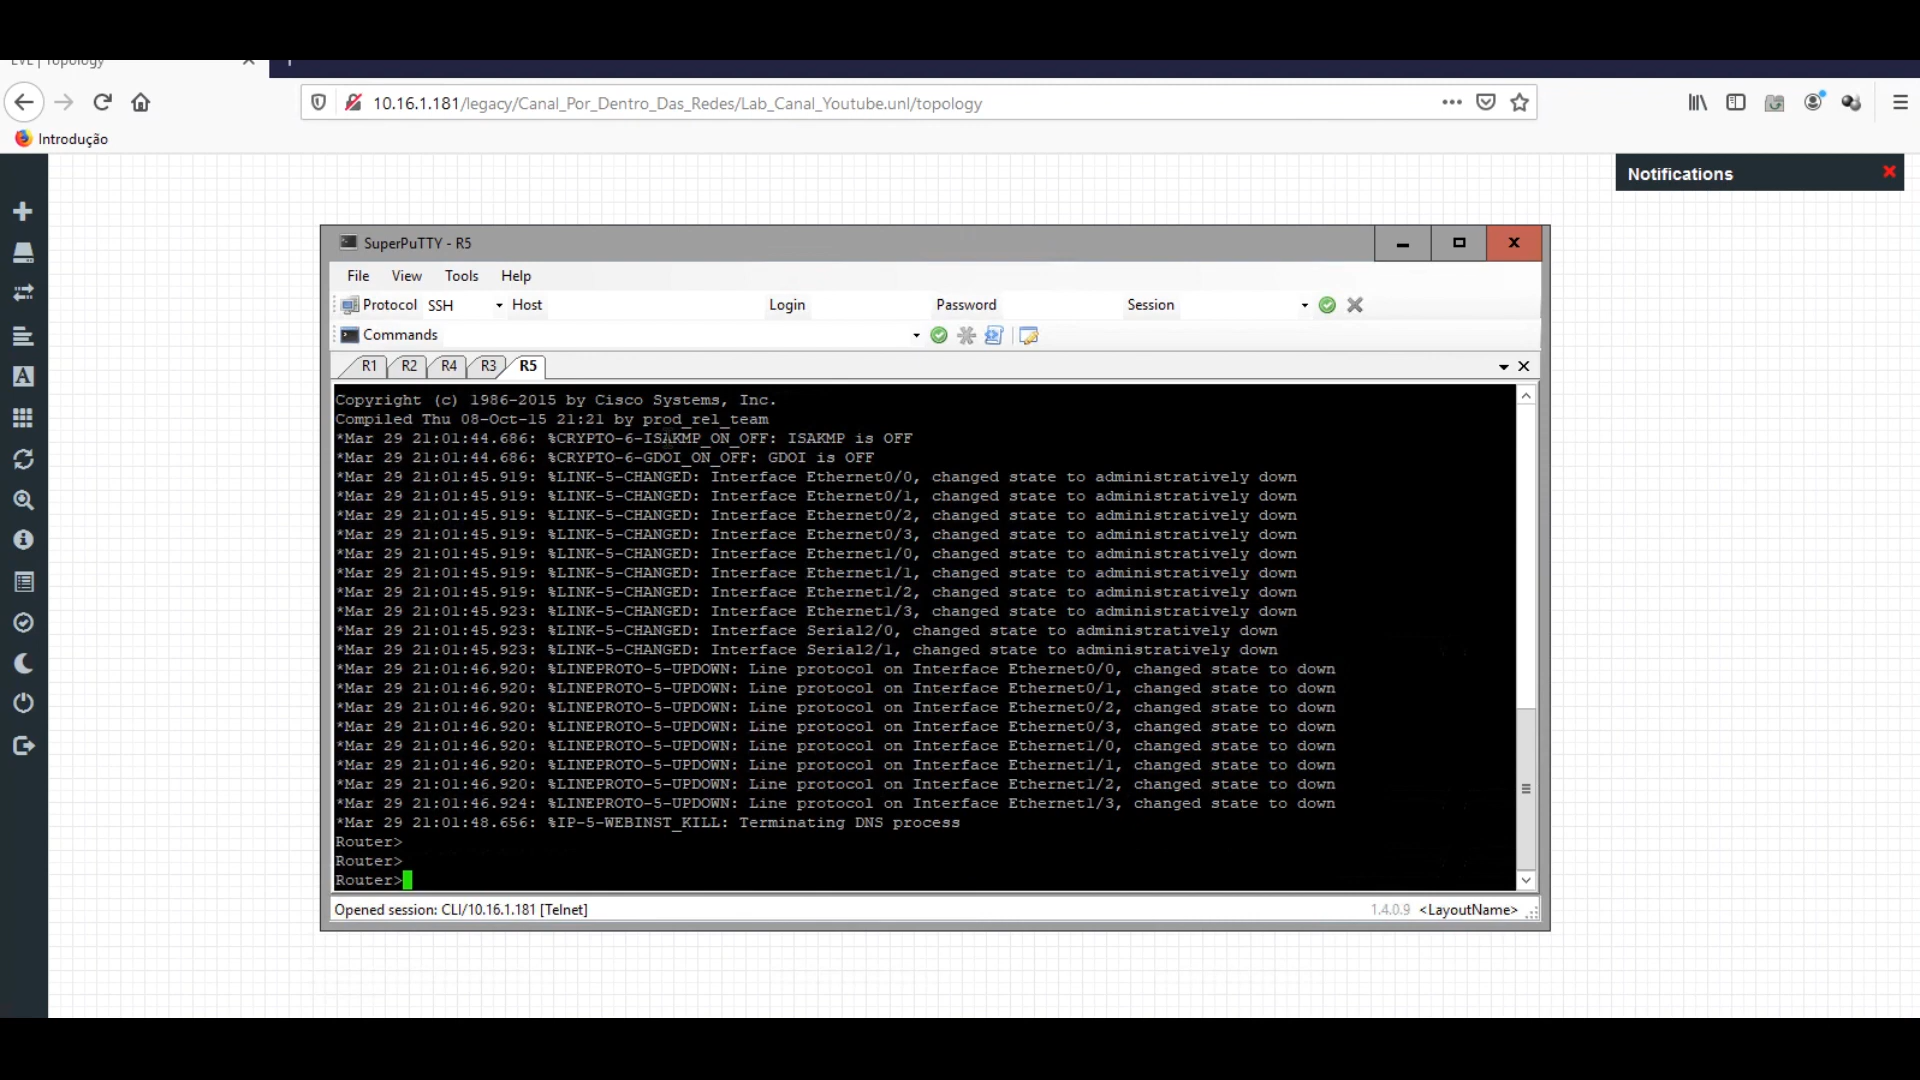 EVE | Topology
10.16.1.181/legacy/Canal_Por_Dentro_Das_Redes/Lab_Canal_Youtube.unl/topology
Introdução
Notifications
SuperPuTTY - R5
File View Tools Help
Protocol SSH Host Login Password Session
Commands
R1 R2 R4 R3 R5
Copyright (c) 1986-2015 by Cisco Systems, Inc.
Compiled Thu 08-Oct-15 21:21 by prod_rel_team
*Mar 29 21:01:44.686: %CRYPTO-6-ISAKMP_ON_OFF: ISAKMP is OFF
*Mar 29 21:01:44.686: %CRYPTO-6-GDOI_ON_OFF: GDOI is OFF
*Mar 29 21:01:45.919: %LINK-5-CHANGED: Interface Ethernet0/0, changed state to administratively down
*Mar 29 21:01:45.919: %LINK-5-CHANGED: Interface Ethernet0/1, changed state to administratively down
*Mar 29 21:01:45.919: %LINK-5-CHANGED: Interface Ethernet0/2, changed state to administratively down
*Mar 29 21:01:45.919: %LINK-5-CHANGED: Interface Ethernet0/3, changed state to administratively down
*Mar 29 21:01:45.919: %LINK-5-CHANGED: Interface Ethernet1/0, changed state to administratively down
*Mar 29 21:01:45.919: %LINK-5-CHANGED: Interface Ethernet1/1, changed state to administratively down
*Mar 29 21:01:45.919: %LINK-5-CHANGED: Interface Ethernet1/2, changed state to administratively down
*Mar 29 21:01:45.923: %LINK-5-CHANGED: Interface Ethernet1/3, changed state to administratively down
*Mar 29 21:01:45.923: %LINK-5-CHANGED: Interface Serial2/0, changed state to administratively down
*Mar 29 21:01:45.923: %LINK-5-CHANGED: Interface Serial2/1, changed state to administratively down
*Mar 29 21:01:46.920: %LINEPROTO-5-UPDOWN: Line protocol on Interface Ethernet0/0, changed state to down
*Mar 29 21:01:46.920: %LINEPROTO-5-UPDOWN: Line protocol on Interface Ethernet0/1, changed state to down
*Mar 29 21:01:46.920: %LINEPROTO-5-UPDOWN: Line protocol on Interface Ethernet0/2, changed state to down
*Mar 29 21:01:46.920: %LINEPROTO-5-UPDOWN: Line protocol on Interface Ethernet0/3, changed state to down
*Mar 29 21:01:46.920: %LINEPROTO-5-UPDOWN: Line protocol on Interface Ethernet1/0, changed state to down
*Mar 29 21:01:46.920: %LINEPROTO-5-UPDOWN: Line protocol on Interface Ethernet1/1, changed state to down
*Mar 29 21:01:46.920: %LINEPROTO-5-UPDOWN: Line protocol on Interface Ethernet1/2, changed state to down
*Mar 29 21:01:46.924: %LINEPROTO-5-UPDOWN: Line protocol on Interface Ethernet1/3, changed state to down
*Mar 29 21:01:48.656: %IP-5-WEBINST_KILL: Terminating DNS process
Router>
Router>
Router>
Opened session: CLI/10.16.1.181 [Telnet] 1.4.0.9 <LayoutName>